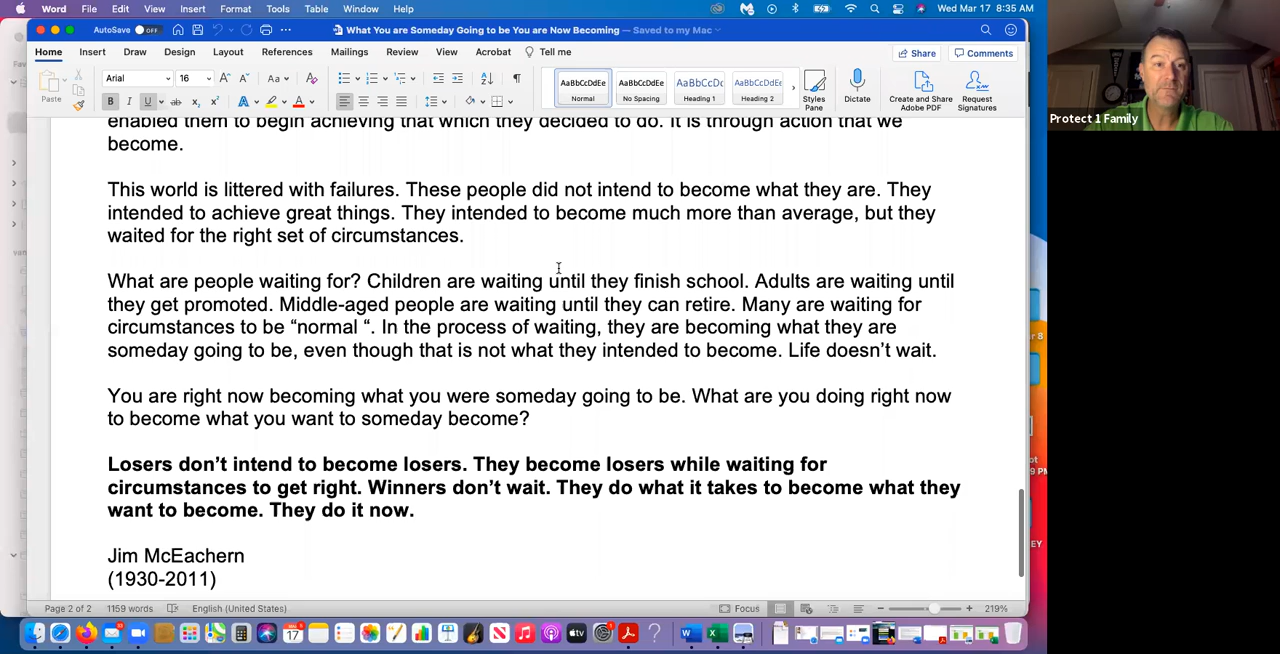 Word File Edit View Insert Format Tools Table Window Help Wed Mar 17 8:35 AM
AutoSave OFF What You are Someday Going to be You are Now Becoming — Saved to my Mac
Home Insert Draw Design Layout References Mailings Review View Acrobat Tell me Share Comments
Paste Arial 16 AaBbCcDdEe Normal AaBbCcDdEe No Spacing AaBbCcDc Heading 1 AaBbCcDdEe Heading 2 Styles Pane Dictate Create and Share Adobe PDF Request Signatures
Protect 1 Family
enabled them to begin achieving that which they decided to do. It is through action that we
become.
This world is littered with failures. These people did not intend to become what they are. They
intended to achieve great things. They intended to become much more than average, but they
waited for the right set of circumstances.
What are people waiting for? Children are waiting until they finish school. Adults are waiting until
they get promoted. Middle-aged people are waiting until they can retire. Many are waiting for
circumstances to be “normal “. In the process of waiting, they are becoming what they are
someday going to be, even though that is not what they intended to become. Life doesn’t wait.
You are right now becoming what you were someday going to be. What are you doing right now
to become what you want to someday become?
Losers don’t intend to become losers. They become losers while waiting for
circumstances to get right. Winners don’t wait. They do what it takes to become what they
want to become. They do it now.
Jim McEachern
(1930-2011)
Page 2 of 2 1159 words English (United States) Focus 219%